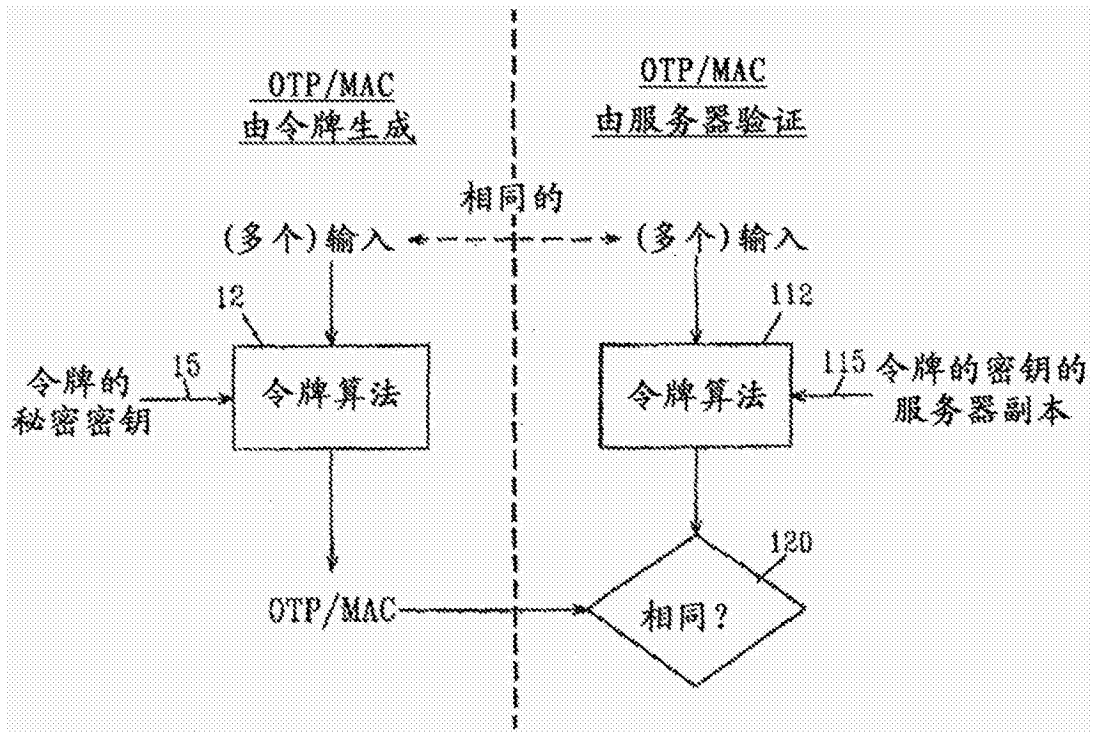 OTP/MAC
由令牌生成
OTP/MAC
由服务器验证
相同的
(多个)输入
(多个)输入
12
112
令牌的
秘密密钥
15
令牌算法
令牌算法
115
令牌的密钥的
服务器副本
120
OTP/MAC
相同?